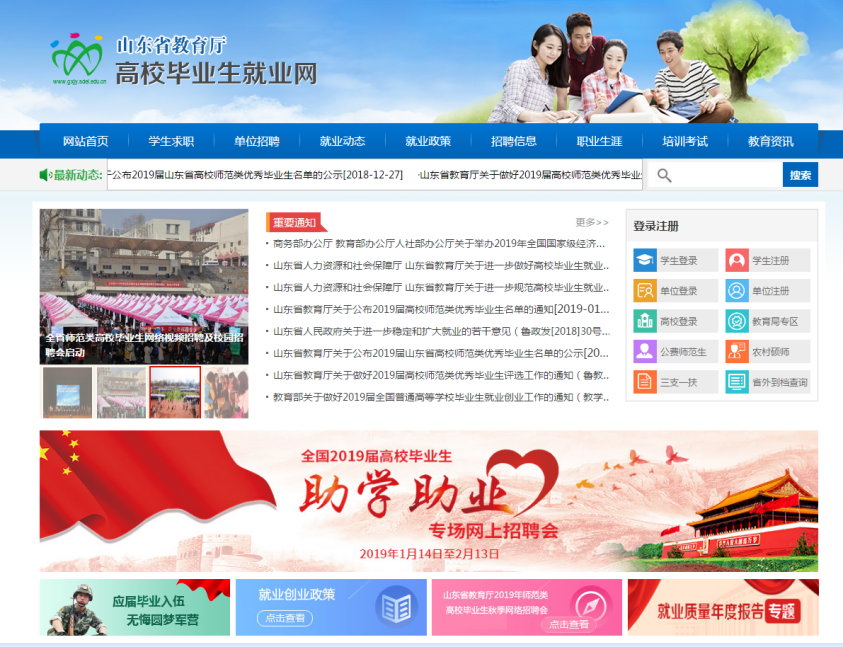 山东省教育厅
高校毕业生就业网
www.gxjy.sdei.edu.cn
网站首页 学生求职 单位招聘 就业动态 就业政策 招聘信息 职业生涯 培训考试 教育资讯
最新动态: 公布2019届山东省高校师范类优秀毕业生名单的公示[2018-12-27] ·山东省教育厅关于做好2019届高校师范类优秀毕业 搜索
重要通知 更多>>
· 商务部办公厅 教育部办公厅人社部办公厅关于举办2019年全国国家级经济...
· 山东省人力资源和社会保障厅 山东省教育厅关于进一步做好高校毕业生就业..
· 山东省人力资源和社会保障厅 山东省教育厅关于进一步规范高校毕业生就业..
· 山东省教育厅关于公布2019届高校师范类优秀毕业生名单的通知[2019-01...
· 山东省人民政府关于进一步稳定和扩大就业的若干意见（鲁政发[2018]30号...
· 山东省教育厅关于公布2019届山东省高校师范类优秀毕业生名单的公示[20...
· 山东省教育厅关于做好2019届高校师范类优秀毕业生评选工作的通知（鲁教..
· 教育部关于做好2019届全国普通高等学校毕业生就业创业工作的通知（教学..
全省师范类高校毕业生网络视频招聘及校园招
聘会启动
登录注册
学生登录 学生注册
单位登录 单位注册
高校登录 教育局专区
公费师范生 农村硕师
三支一扶 省外到档查询
全国2019届高校毕业生
助学助业
专场网上招聘会
2019年1月14日至2月13日
应届毕业入伍
无悔圆梦军营
就业创业政策
点击查看
山东省教育厅2019年师范类
高校毕业生秋季网络招聘会
点击查看
就业质量年度报告 专题